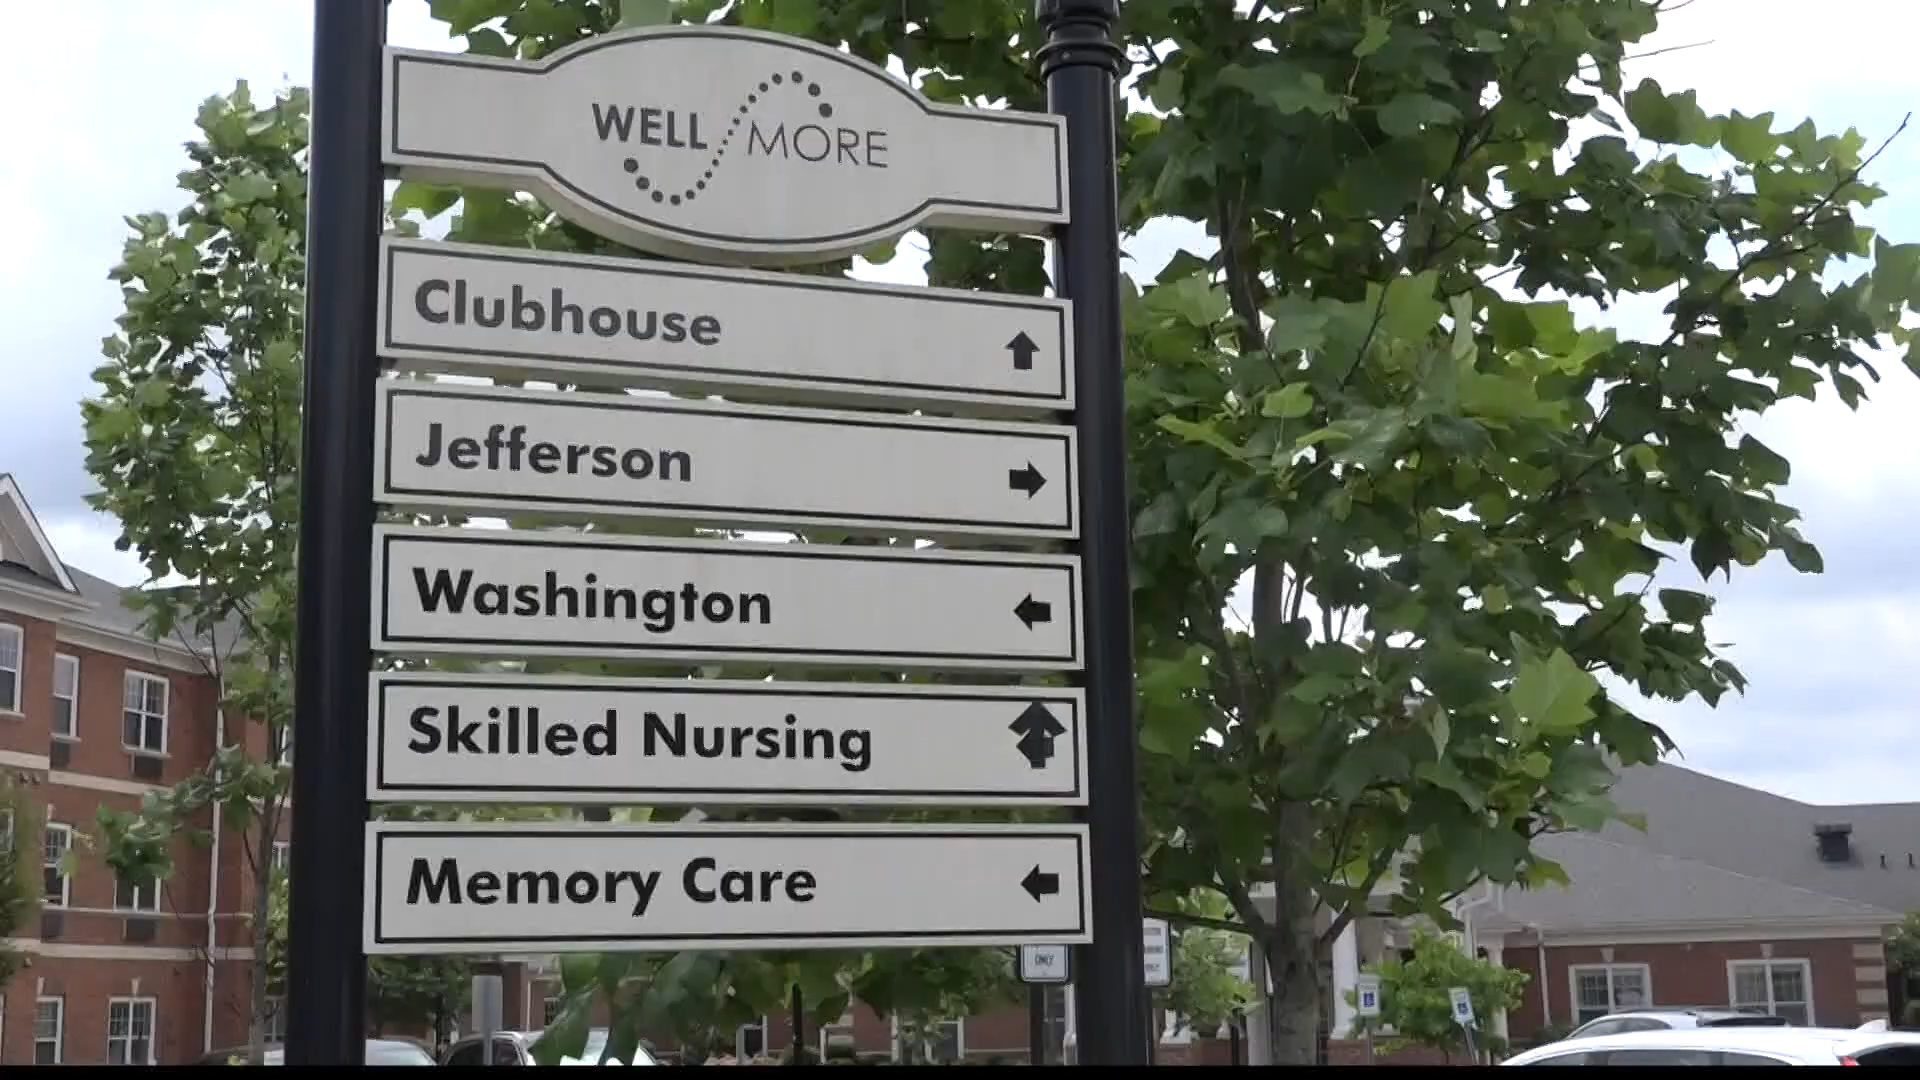 WELL MORE
Clubhouse
Jefferson
Washington
Skilled Nursing
Memory Care
ONLY